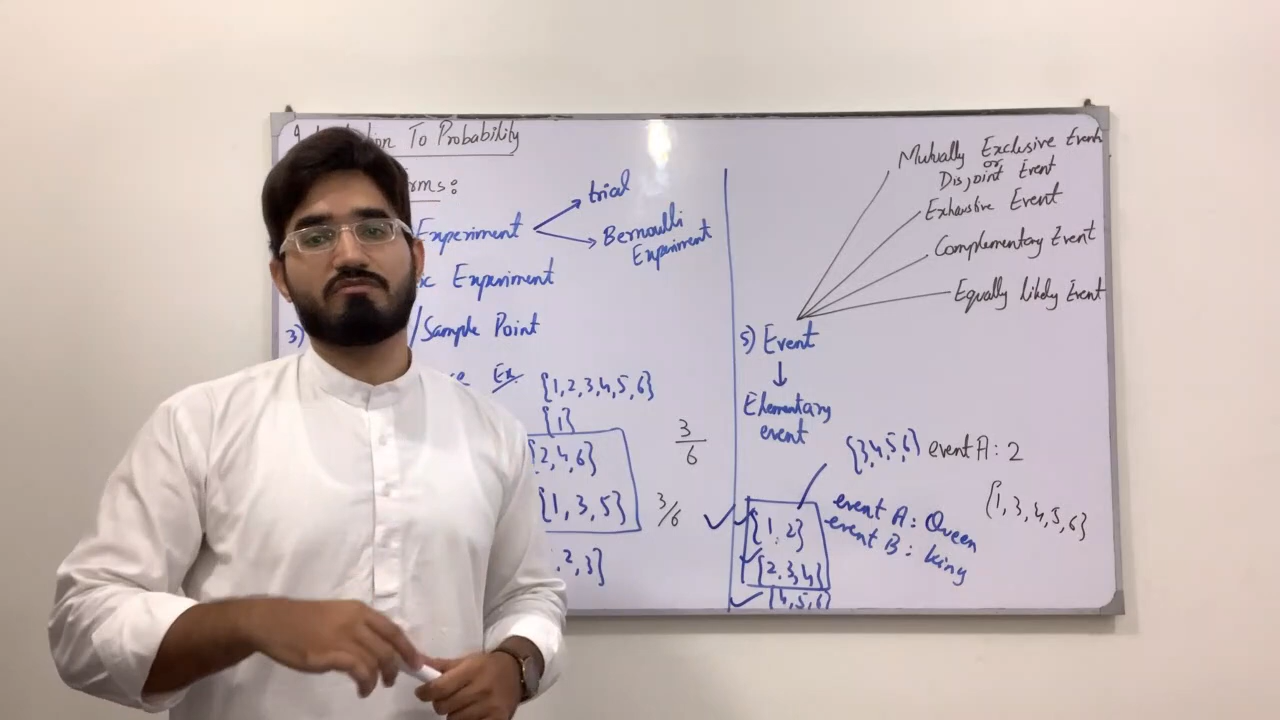 To Probability
Experiment
trial
Bernoulli
Experiment
Experiment
3) /Sample Point
Ex.
{1,2,3,4,5,6}
{1}
{2,4,6}
3
6
{1,3,5}
3/6
,2,3}
Mutually Exclusive Event
or
Disjoint Event
Exhaustive Event
Complementary Event
Equally Likely Event
5) Event
Elementary
event
{3,4,5,6}
event A: 2
{1,3,4,5,6}
event A: Queen
event B: King
{1,2}
{2,3,4}
{4,5,6}